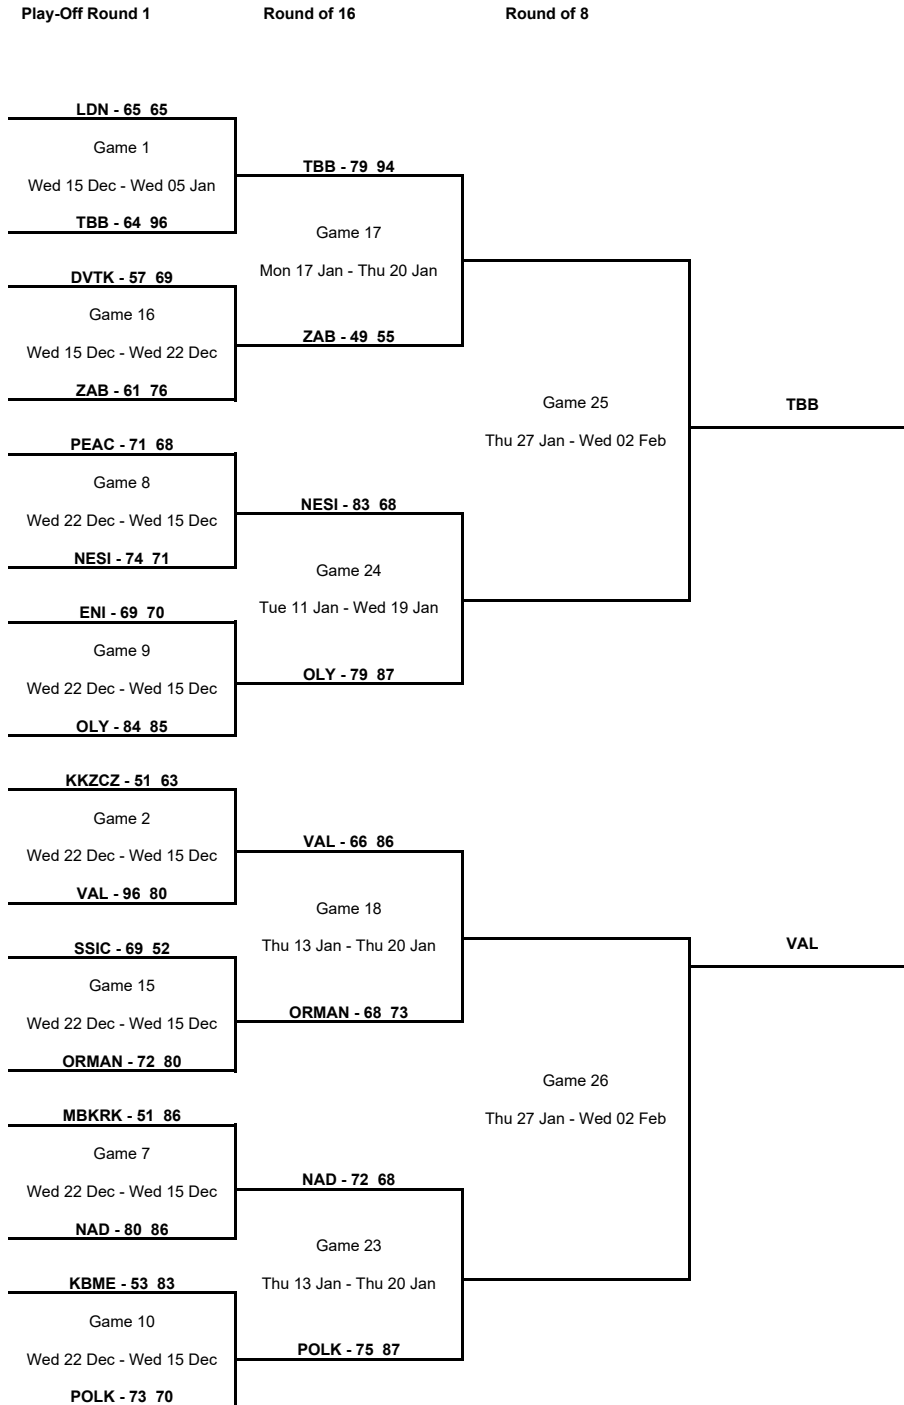 Play-Off Round 1 Round of 16 Round of 8
LDN - 65 65
Game 1
Wed 15 Dec - Wed 05 Jan
TBB - 64 96
DVTK - 57 69
Game 16
Wed 15 Dec - Wed 22 Dec
ZAB - 61 76
PEAC - 71 68
Game 8
Wed 22 Dec - Wed 15 Dec
NESI - 74 71
ENI - 69 70
Game 9
Wed 22 Dec - Wed 15 Dec
OLY - 84 85
KKZCZ - 51 63
Game 2
Wed 22 Dec - Wed 15 Dec
VAL - 96 80
SSIC - 69 52
Game 15
Wed 22 Dec - Wed 15 Dec
ORMAN - 72 80
MBKRK - 51 86
Game 7
Wed 22 Dec - Wed 15 Dec
NAD - 80 86
KBME - 53 83
Game 10
Wed 22 Dec - Wed 15 Dec
POLK - 73 70
TBB - 79 94
Game 17
Mon 17 Jan - Thu 20 Jan
ZAB - 49 55
NESI - 83 68
Game 24
Tue 11 Jan - Wed 19 Jan
OLY - 79 87
VAL - 66 86
Game 18
Thu 13 Jan - Thu 20 Jan
ORMAN - 68 73
NAD - 72 68
Game 23
Thu 13 Jan - Thu 20 Jan
POLK - 75 87
Game 25
Thu 27 Jan - Wed 02 Feb
Game 26
Thu 27 Jan - Wed 02 Feb
TBB
VAL